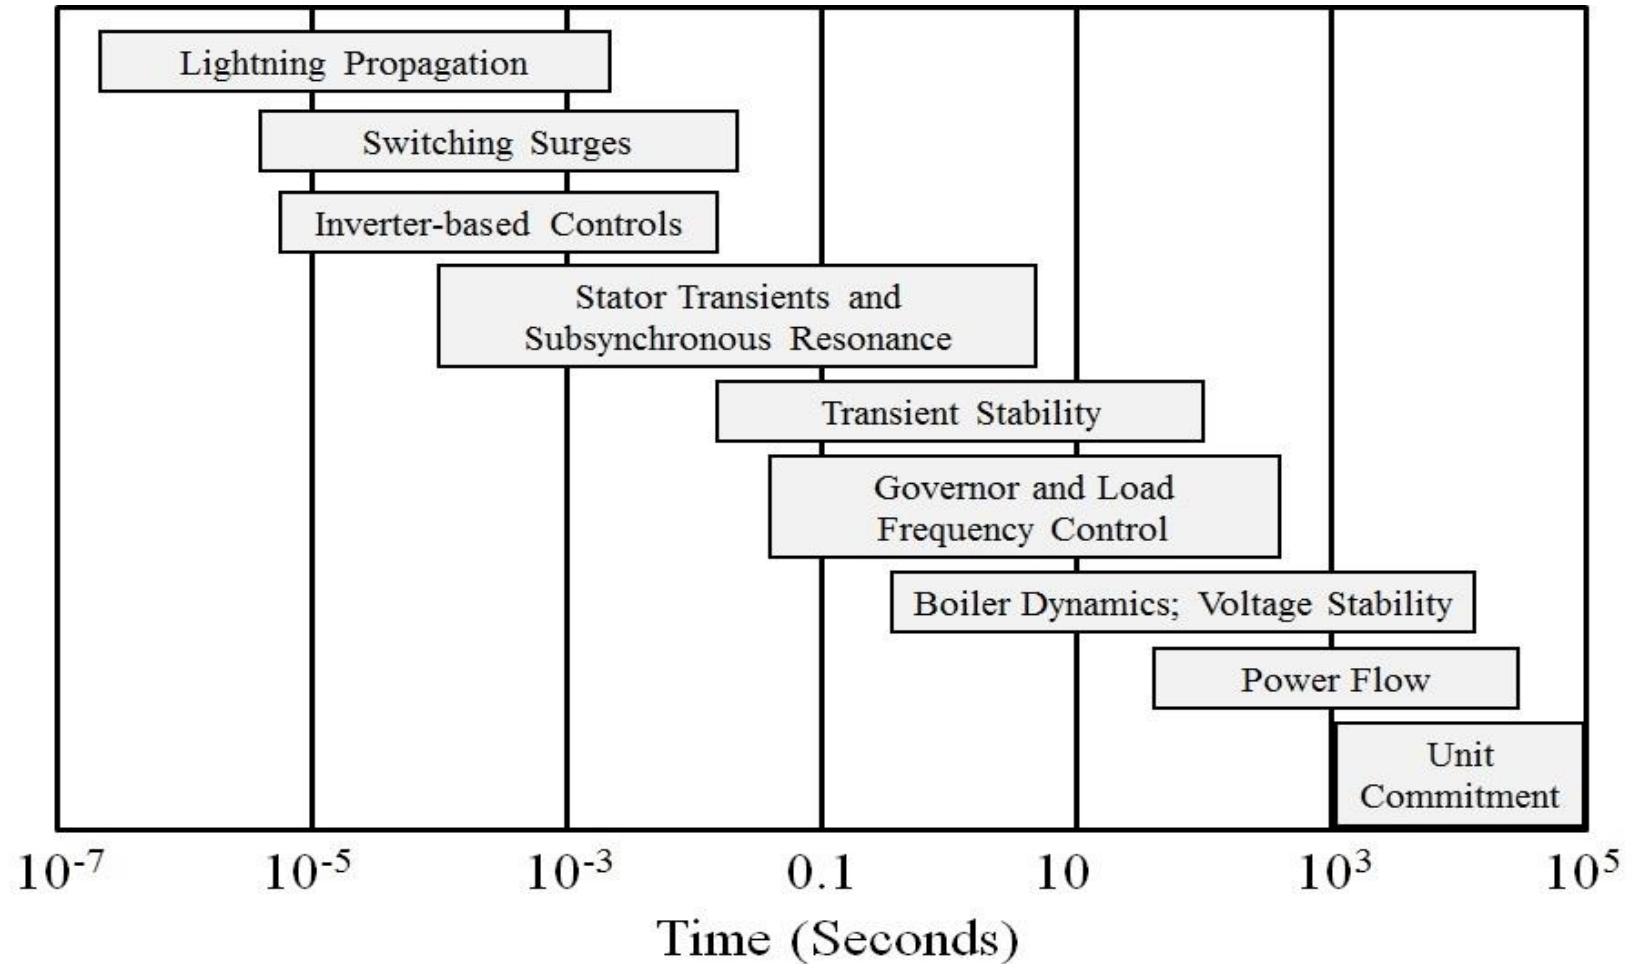 Lightning Propagation
Switching Surges
Inverter-based Controls
Stator Transients and
Subsynchronous Resonance
Transient Stability
Governor and Load
Frequency Control
Boiler Dynamics; Voltage Stability
Power Flow
Unit
Commitment
10⁻⁷ 10⁻⁵ 10⁻³ 0.1 10 10³ 10⁵
Time (Seconds)